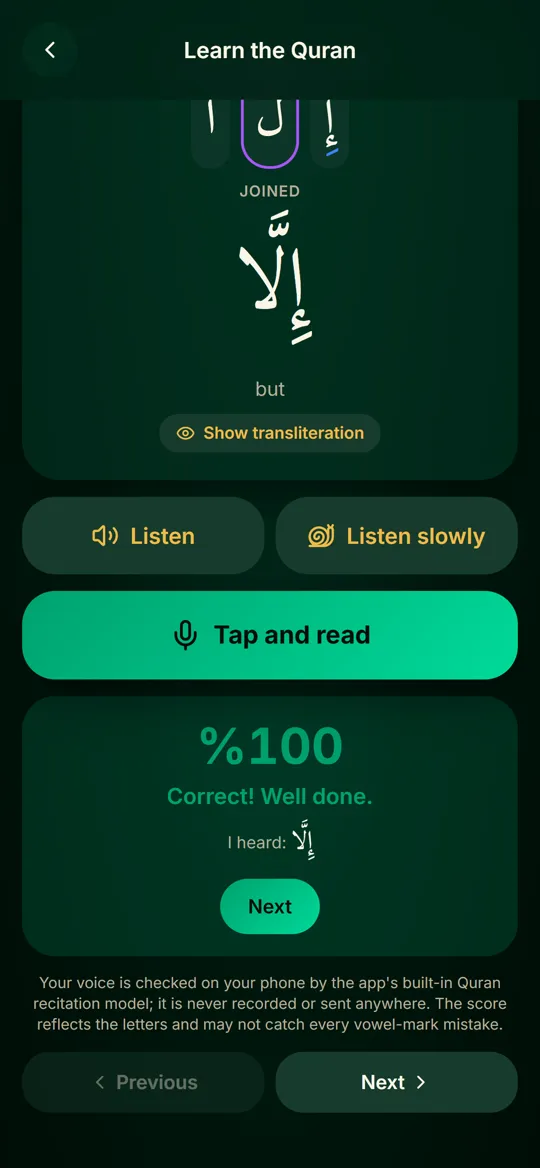 Learn the Quran
إِ ل ا
JOINED
إِلَّا
but
Show transliteration
Listen
Listen slowly
Tap and read
%100
Correct! Well done.
I heard: إِلَّا
Next
Your voice is checked on your phone by the app's built-in Quran
recitation model; it is never recorded or sent anywhere. The score
reflects the letters and may not catch every vowel-mark mistake.
Previous
Next